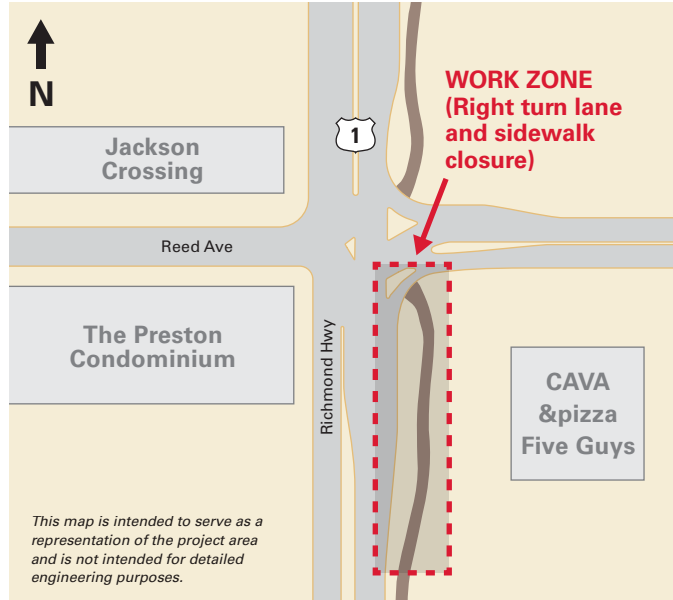 N
1
WORK ZONE
(Right turn lane
and sidewalk
closure)
Jackson
Crossing
Reed Ave
The Preston
Condominium
Richmond Hwy
CAVA
&pizza
Five Guys
This map is intended to serve as a
representation of the project area
and is not intended for detailed
engineering purposes.